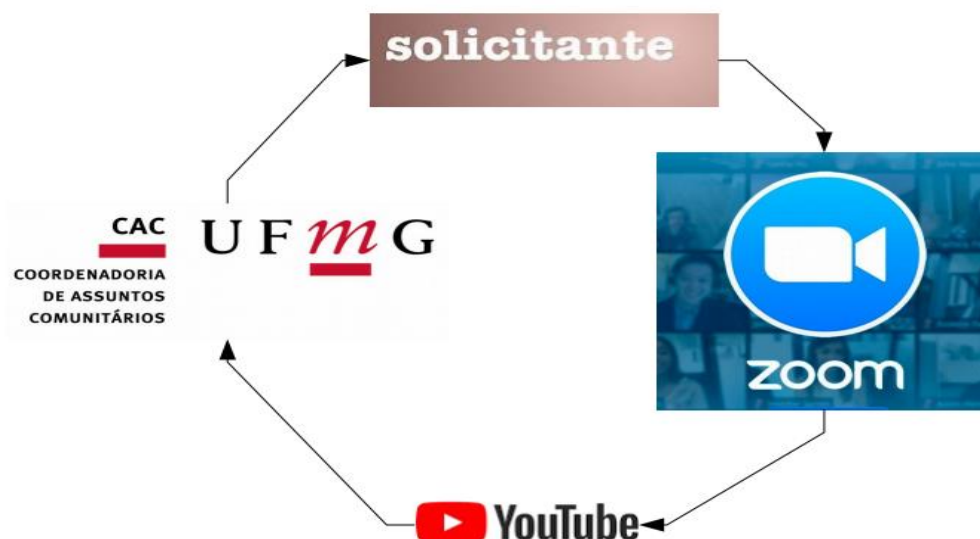 solicitante
CAC
COORDENADORIA
DE ASSUNTOS
COMUNITÁRIOS
UFmG
zoom
YouTube